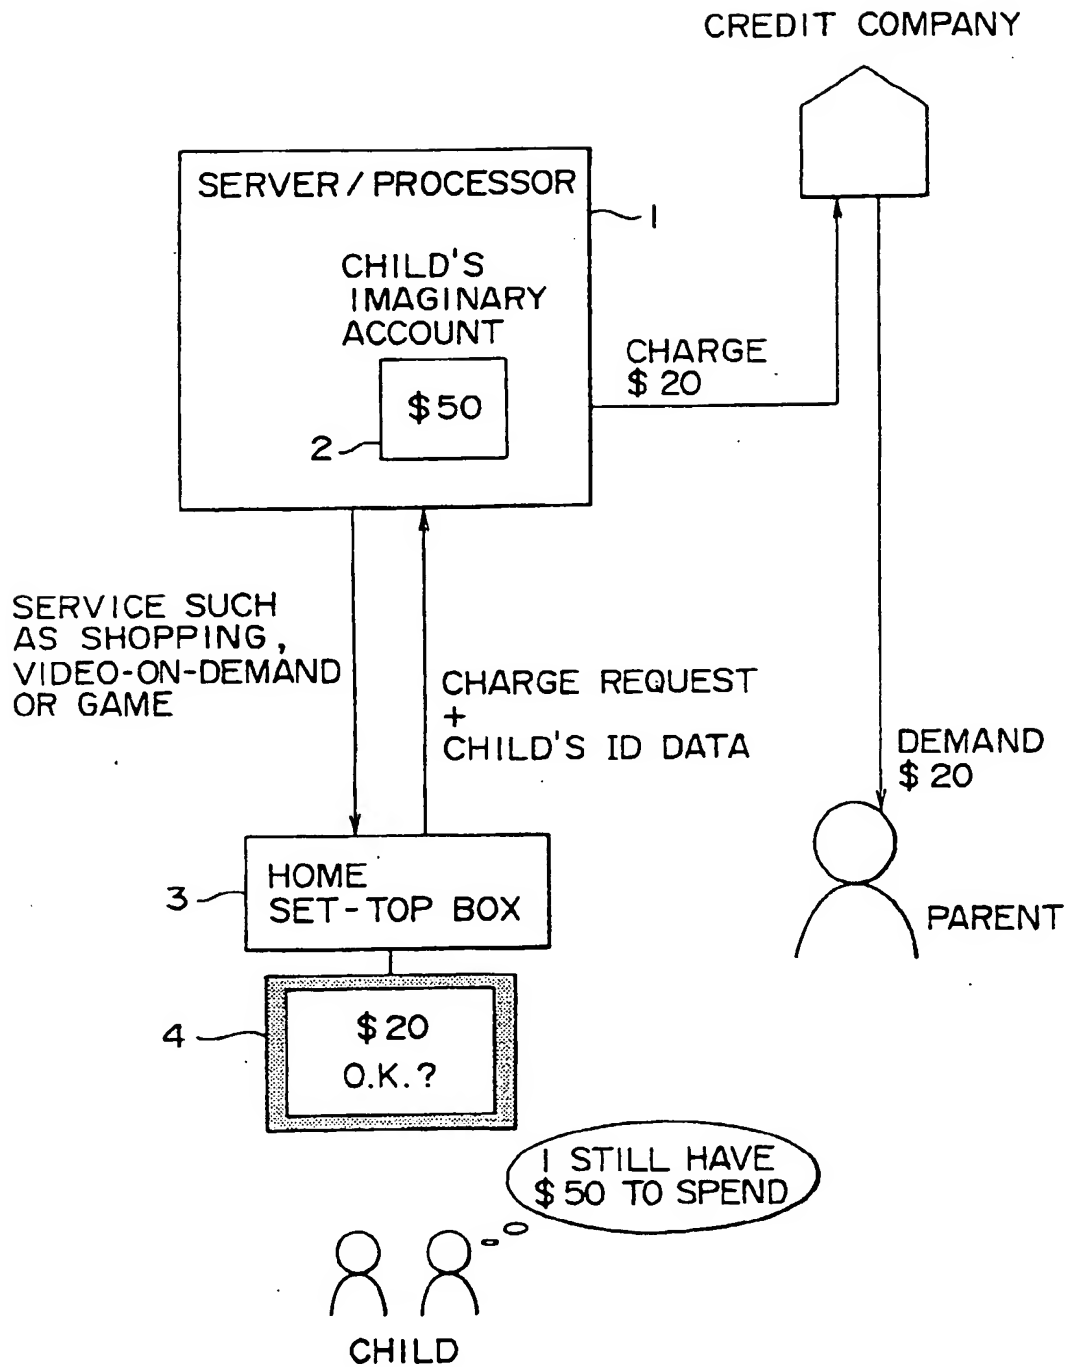 CREDIT COMPANY
SERVER/PROCESSOR
1
CHILD'S
IMAGINARY
ACCOUNT
$50
2
CHARGE
$20
SERVICE SUCH
AS SHOPPING,
VIDEO-ON-DEMAND
OR GAME
CHARGE REQUEST
+
CHILD'S ID DATA
DEMAND
$20
PARENT
HOME
SET-TOP BOX
3
$20
O.K.?
4
I STILL HAVE
$50 TO SPEND
CHILD